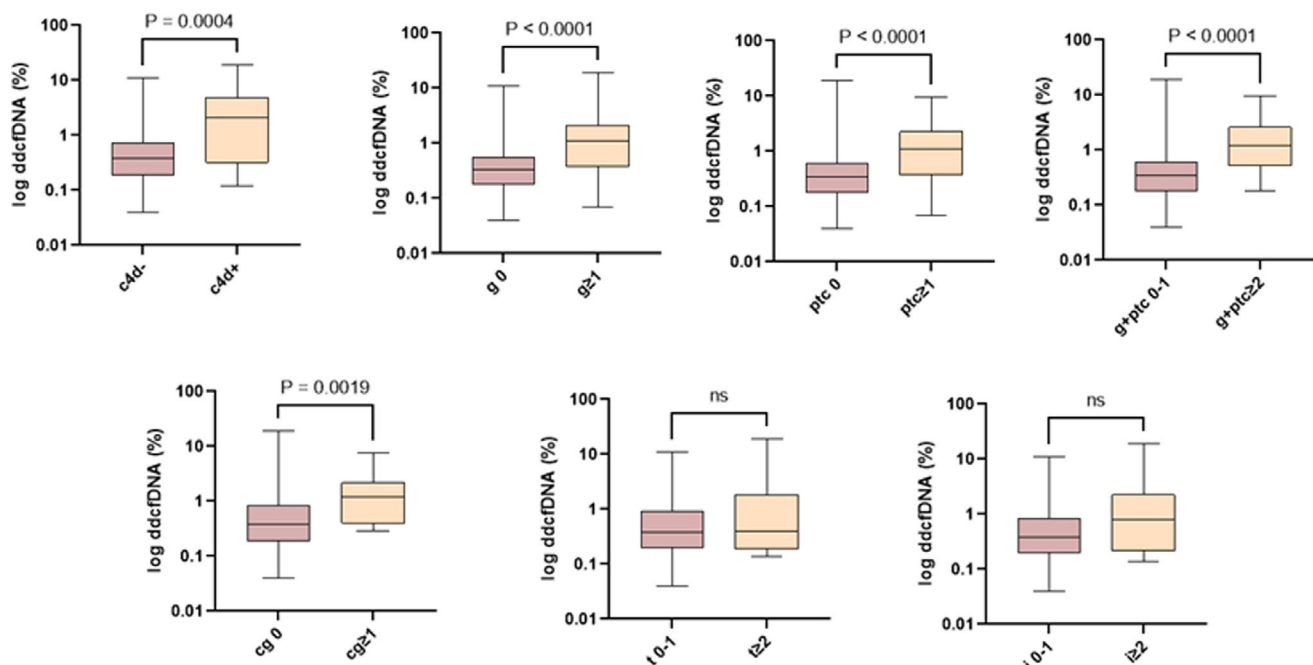 P = 0.0004
log ddcfDNA (%)
100
10
1
0.1
0.01
c4d-
c4d+
P < 0.0001
log ddcfDNA (%)
100
10
1
0.1
0.01
g 0
g≥1
P < 0.0001
log ddcfDNA (%)
100
10
1
0.1
0.01
ptc 0
ptc≥1
P < 0.0001
log ddcfDNA (%)
100
10
1
0.1
0.01
g+ptc 0-1
g+ptc≥2
P = 0.0019
log ddcfDNA (%)
100
10
1
0.1
0.01
cg 0
cg≥1
ns
log ddcfDNA (%)
100
10
1
0.1
0.01
t 0-1
t≥2
ns
log ddcfDNA (%)
100
10
1
0.1
0.01
0-1
i≥2